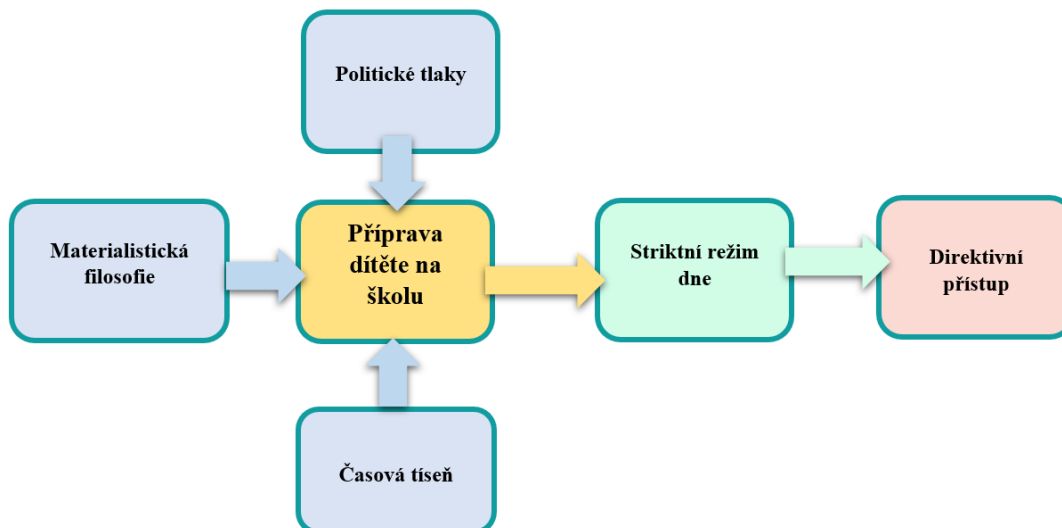 Politické tlaky
Materialistická
filosofie
Příprava
dítěte na
školu
Striktní režim
dne
Direktivní
přístup
Časová tíseň